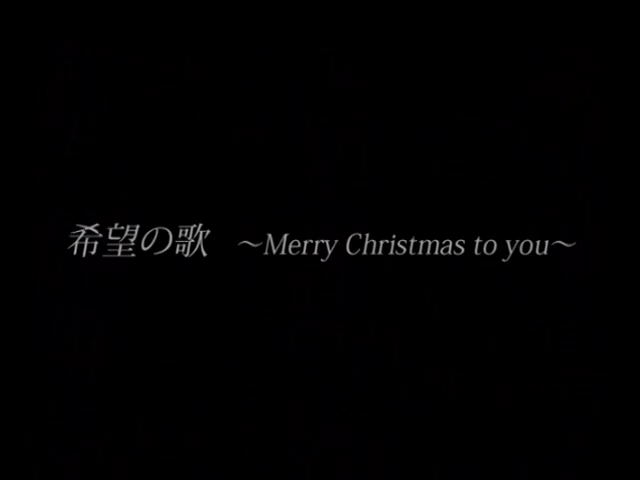 希望の歌　～Merry Christmas to you～